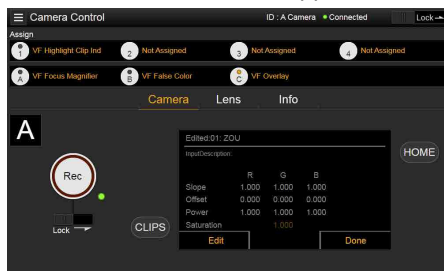 Camera Control
ID : A Camera
Connected
Lock
Assign
1 VF Highlight Clip Ind
2 Not Assigned
3 Not Assigned
4 Not Assigned
A VF Focus Magnifier
B VF False Color
C VF Overlay
Camera Lens Info
A
Edited:01: ZOU
InputDescription:
HOME
R G B
Rec
Slope 1.000 1.000 1.000
Offset 0.000 0.000 0.000
Power 1.000 1.000 1.000
Saturation 1.000
Lock
CLIPS
Edit Done